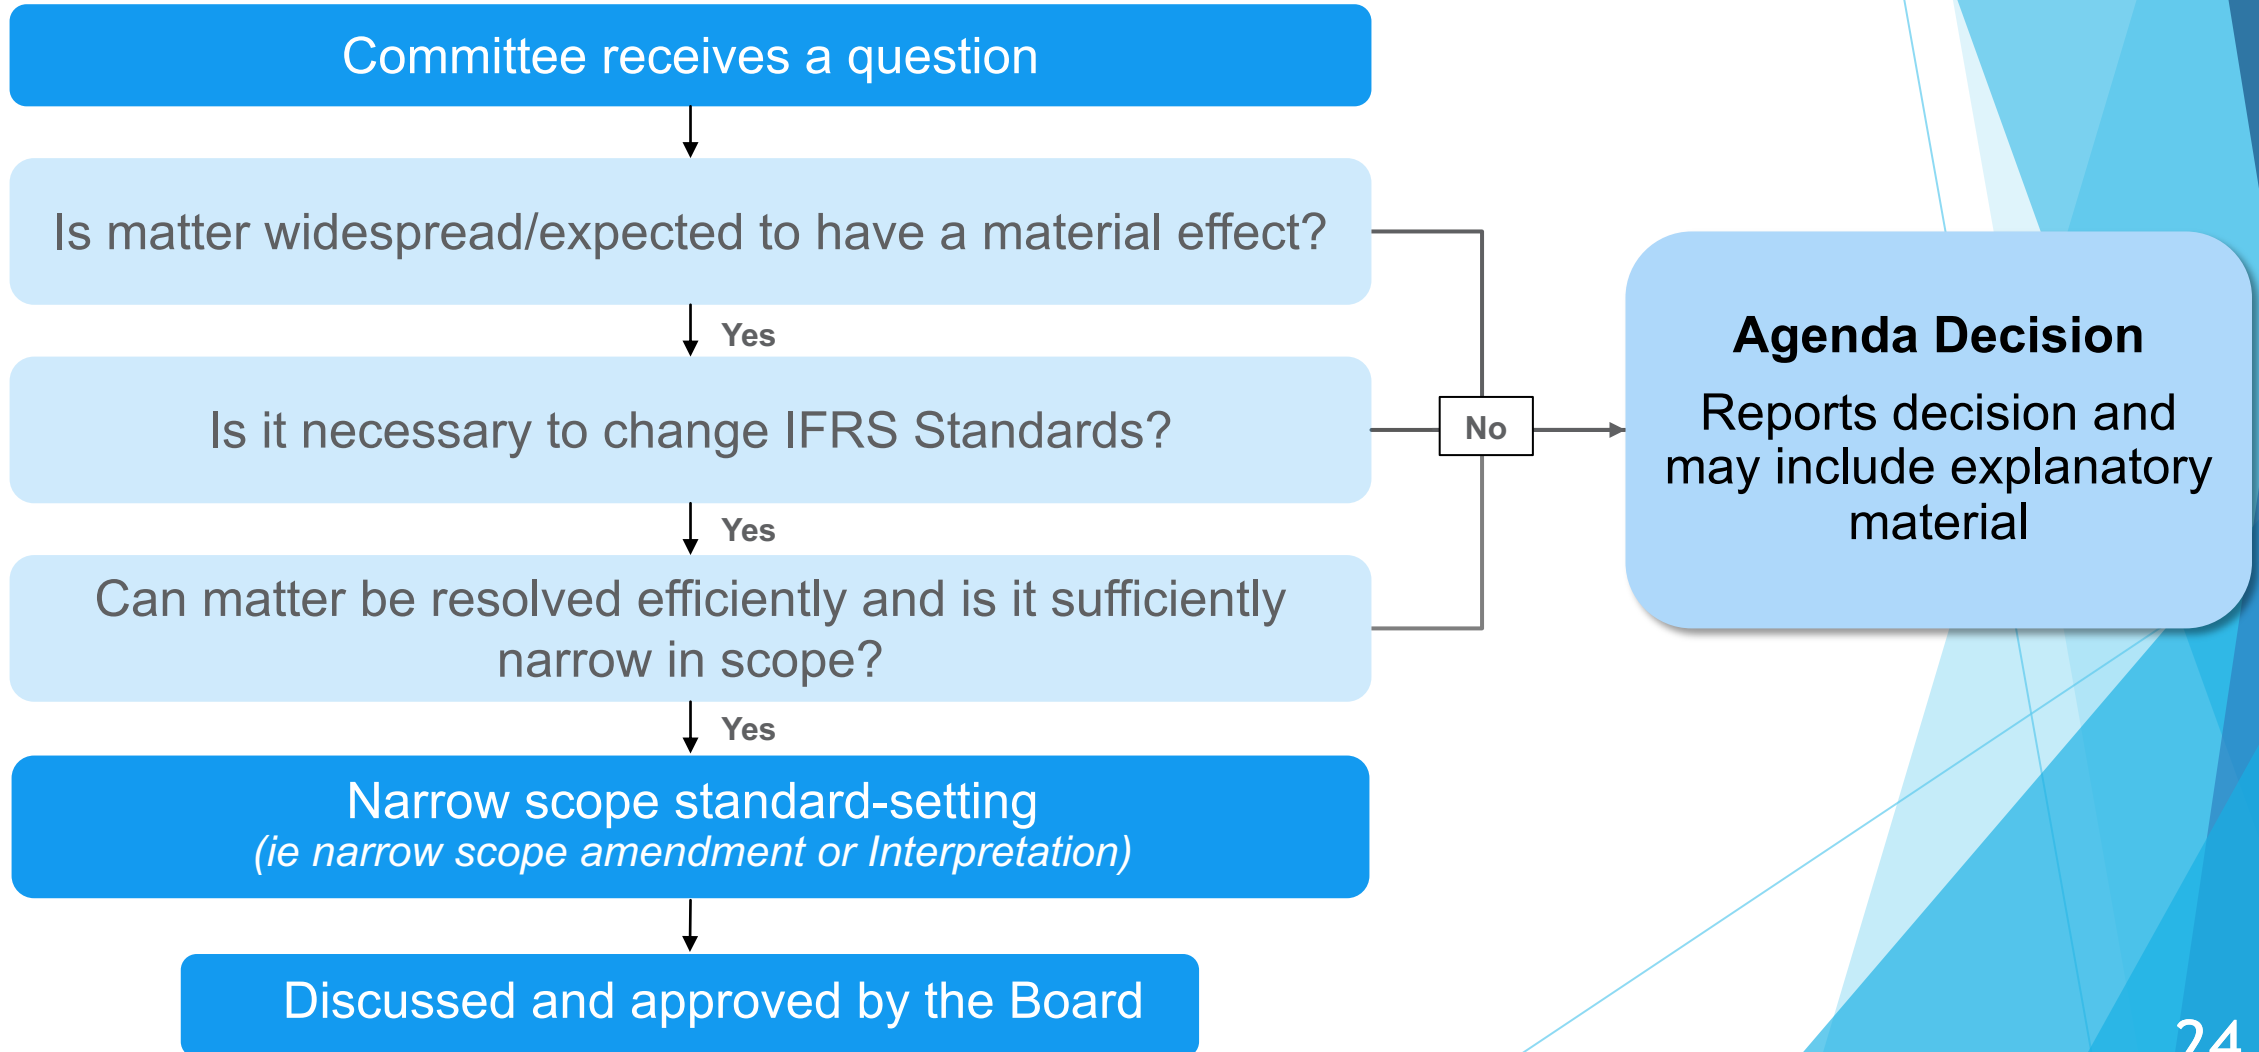 Committee receives a question
Is matter widespread/expected to have a material effect?
Yes
Is it necessary to change IFRS Standards?
Yes
Can matter be resolved efficiently and is it sufficiently
narrow in scope?
Yes
Narrow scope standard-setting
(ie narrow scope amendment or Interpretation)
Discussed and approved by the Board
No
Agenda Decision
Reports decision and
may include explanatory
material
24